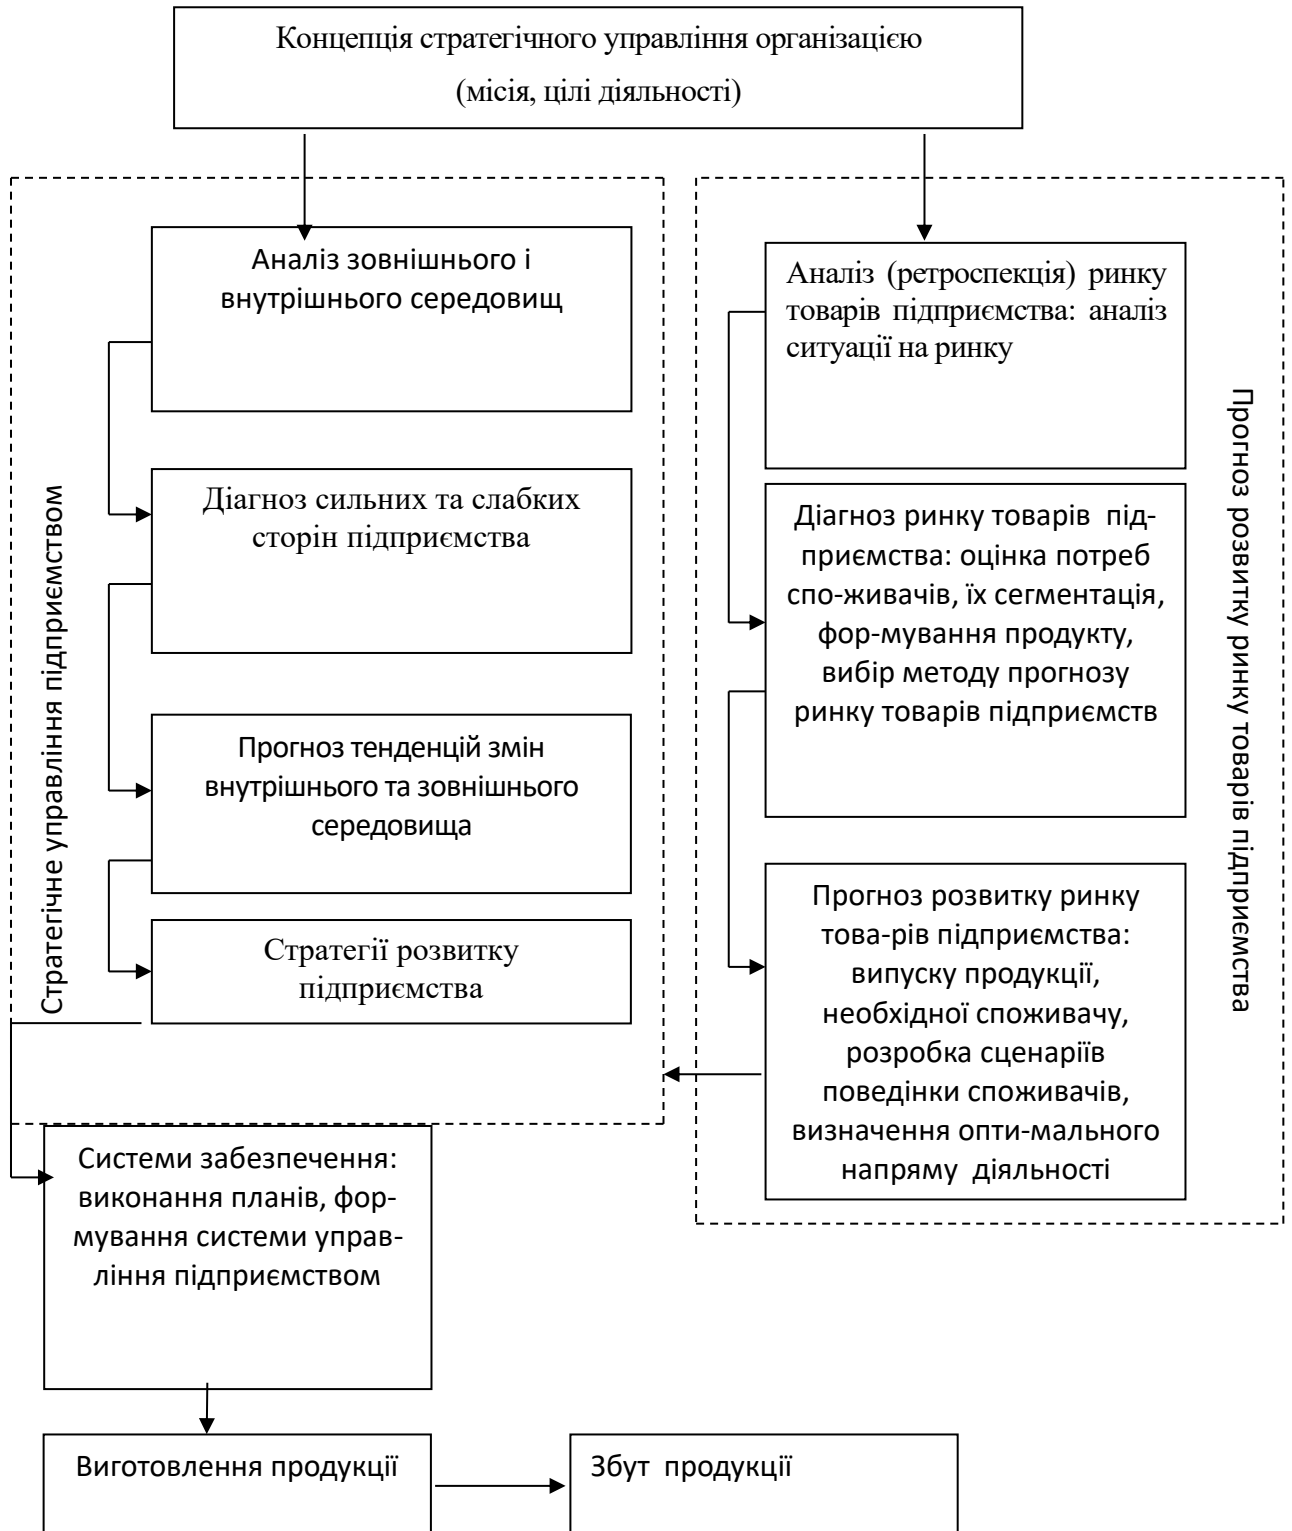 Концепція стратегічного управління організацією
(місія, цілі діяльності)
Стратегічне управління підприємством
Аналіз зовнішнього і
внутрішнього середовищ
Діагноз сильних та слабких
сторін підприємства
Прогноз тенденцій змін
внутрішнього та зовнішнього
середовища
Стратегії розвитку
підприємства
Аналіз (ретроспекція) ринку
товарів підприємства: аналіз
ситуації на ринку
Діагноз ринку товарів  під-
приємства: оцінка потреб
спо-живачів, їх сегментація,
фор-мування продукту,
вибір методу прогнозу
ринку товарів підприємств
Прогноз розвитку ринку
това-рів підприємства:
випуску продукції,
необхідної споживачу,
розробка сценаріїв
поведінки споживачів,
визначення опти-мального
напряму  діяльності
Прогноз розвитку ринку товарів підприємства
Системи забезпечення:
виконання планів, фор-
мування системи управ-
ління підприємством
Виготовлення продукції
Збут  продукції